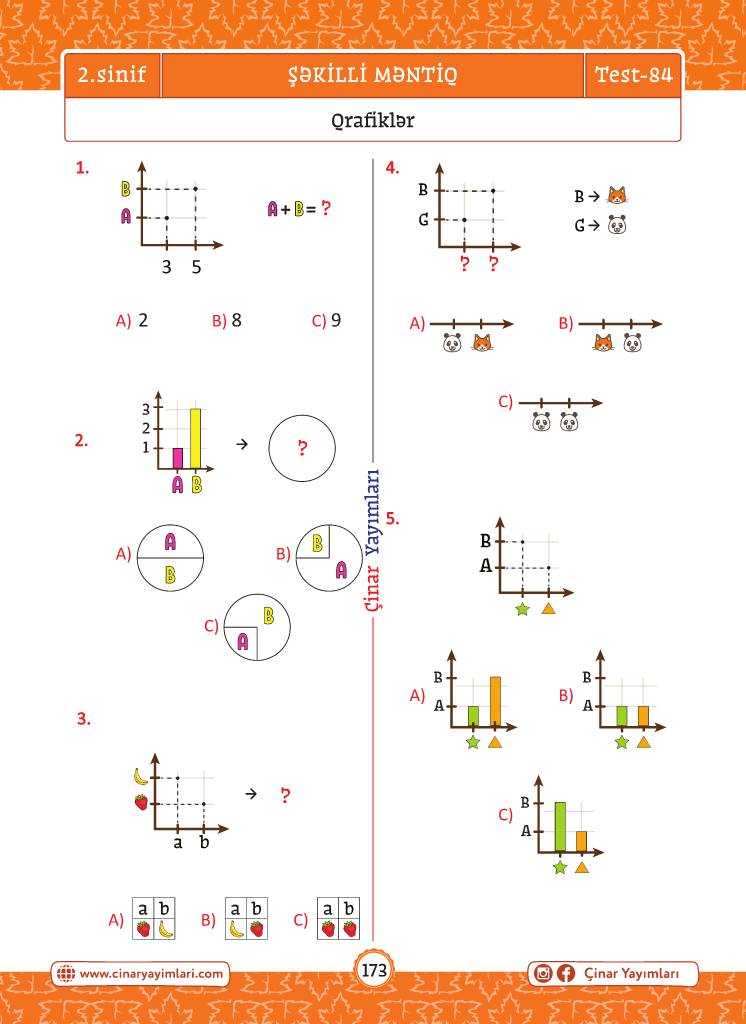 2.sinif
ŞƏKİLLİ MƏNTİQ
Test-84
Qrafiklər
1.
B
A
3 5
A + B = ?
A) 2 B) 8 C) 9
2.
3
2
1
A B
→ ?
A) A B
B) B A
C) B A
3.
a b
→ ?
A) a b
B) a b
C) a b
4.
B
G
? ?
B →
G →
A) B)
C)
5.
B
A
A) B A
B) B A
C) B A
Çinar Yayımları
www.cinaryayimlari.com
173
Çinar Yayımları